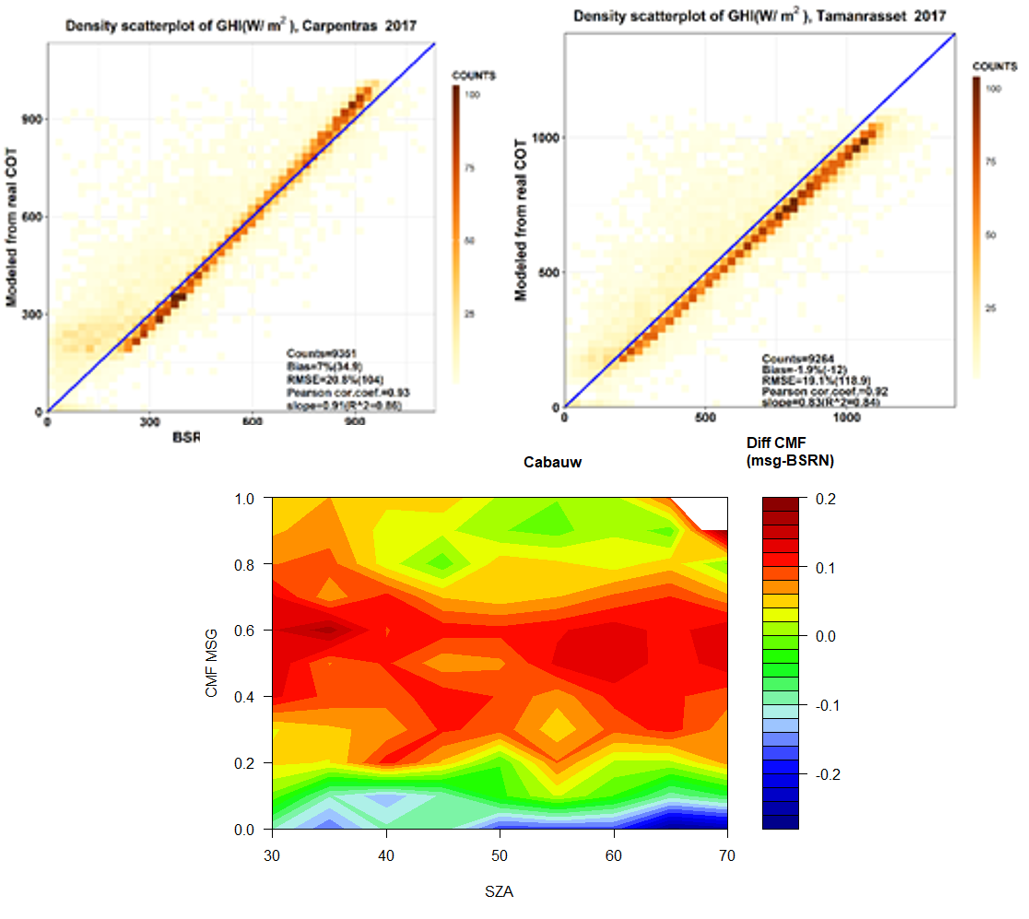 Density scatterplot of GHI(W/ m2 ), Carpentras 2017
COUNTS
100
75
50
25
Modeled from real COT
900
600
300
0
Counts=9351
Bias=7%(34.9)
RMSE=20.8%(104)
Pearson cor.coef.=0.93
slope=0.91(R^2=0.86)
0
300
600
900
BSR
Density scatterplot of GHI(W/ m2 ), Tamanrasset 2017
COUNTS
100
75
50
25
Modeled from real COT
1000
500
0
Counts=9264
Bias=-1.9%(-12)
RMSE=19.1%(118.9)
Pearson cor.coef.=0.92
slope=0.83(R^2=0.84)
0
500
1000
Cabauw
Diff CMF
(msg-BSRN)
CMF MSG
1.0
0.8
0.6
0.4
0.2
0.0
30
40
50
60
70
SZA
0.2
0.1
0.0
-0.1
-0.2